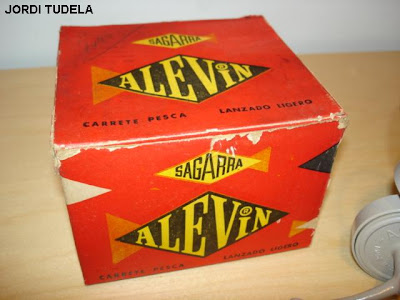 JORDI TUDELA
SAGARRA
ALEVIN®
CARRETE PESCA LANZADO LIGERO
SAGARRA
ALEVIN®
CARRETE PESCA LANZADO LIGERO